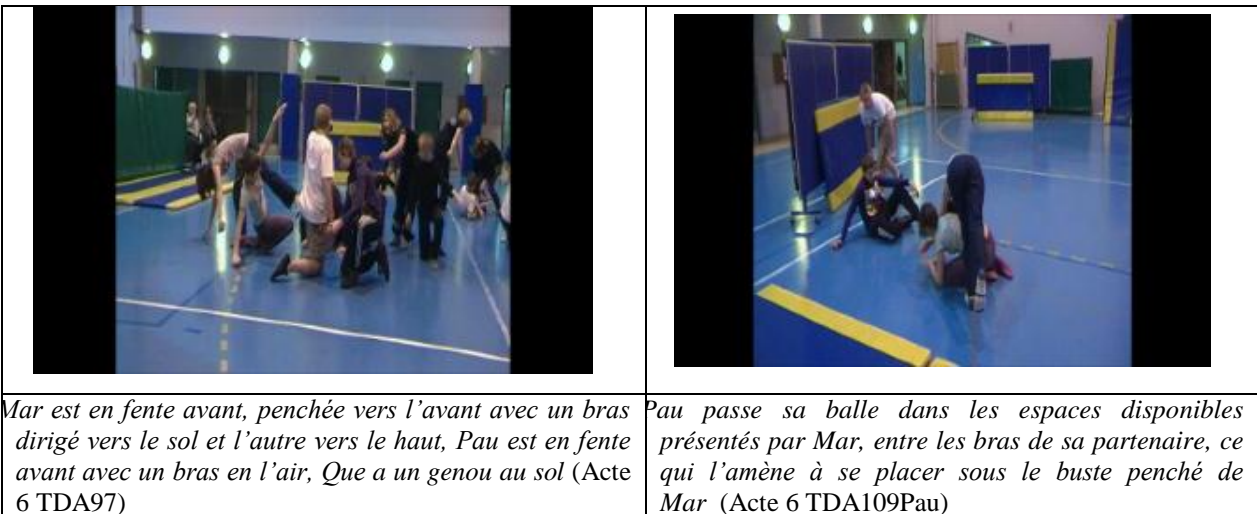 Mar est en fente avant, penchée vers l'avant avec un bras
dirigé vers le sol et l'autre vers le haut, Pau est en fente
avant avec un bras en l'air, Que a un genou au sol (Acte
6 TDA97)
Pau passe sa balle dans les espaces disponibles
présentés par Mar, entre les bras de sa partenaire, ce
qui l'amène à se placer sous le buste penché de
Mar (Acte 6 TDA109Pau)